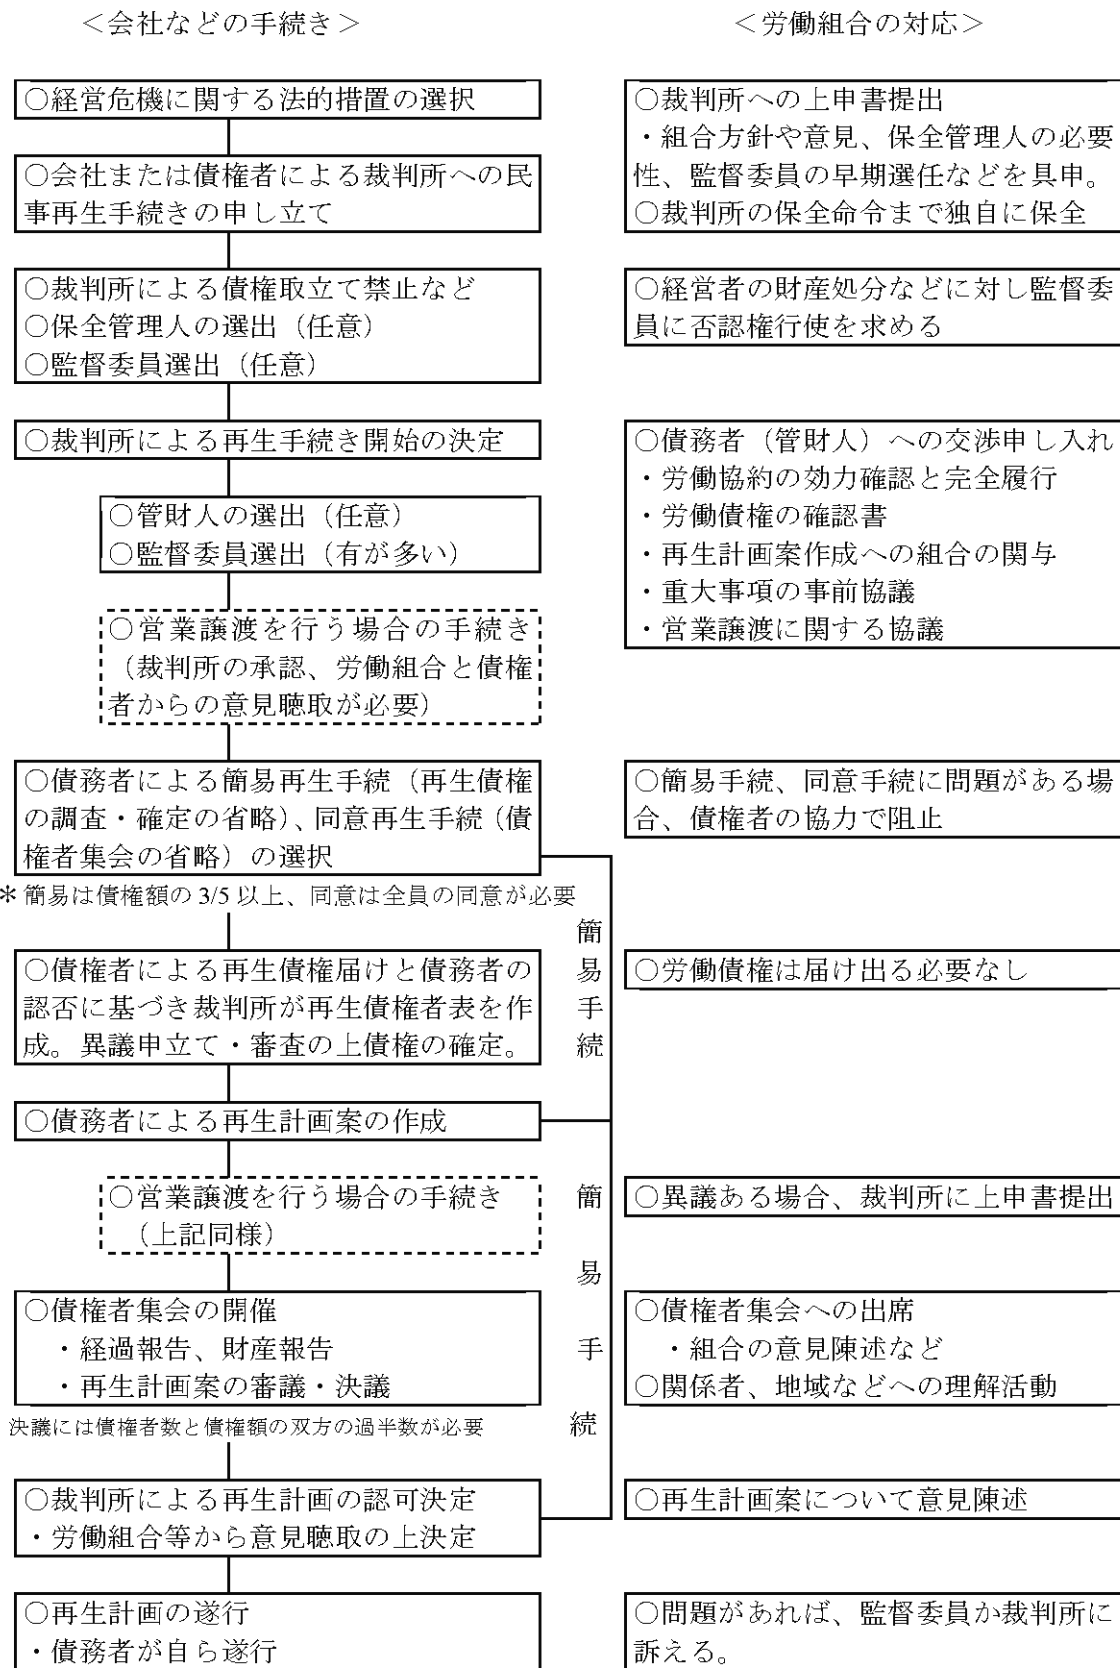 ＜会社などの手続き＞
○経営危機に関する法的措置の選択
○会社または債権者による裁判所への民
事再生手続きの申し立て
○裁判所による債権取立て禁止など
○保全管理人の選出（任意）
○監督委員選出（任意）
○裁判所による再生手続き開始の決定
○管財人の選出（任意）
○監督委員選出（有が多い）
○営業譲渡を行う場合の手続き
（裁判所の承認、労働組合と債権
者からの意見聴取が必要）
○債務者による簡易再生手続（再生債権
の調査・確定の省略）、同意再生手続（債
権者集会の省略）の選択
＊簡易は債権額の 3/5 以上、同意は全員の同意が必要
○債権者による再生債権届けと債務者の
認否に基づき裁判所が再生債権者表を作
成。異議申立て・審査の上債権の確定。
○債務者による再生計画案の作成
○営業譲渡を行う場合の手続き
（上記同様）
○債権者集会の開催
・経過報告、財産報告
・再生計画案の審議・決議
決議には債権者数と債権額の双方の過半数が必要
○裁判所による再生計画の認可決定
・労働組合等から意見聴取の上決定
○再生計画の遂行
・債務者が自ら遂行
簡易手続
簡易手続
＜労働組合の対応＞
○裁判所への上申書提出
・組合方針や意見、保全管理人の必要
性、監督委員の早期選任などを具申。
○裁判所の保全命令まで独自に保全
○経営者の財産処分などに対し監督委
員に否認権行使を求める
○債務者（管財人）への交渉申し入れ
・労働協約の効力確認と完全履行
・労働債権の確認書
・再生計画案作成への組合の関与
・重大事項の事前協議
・営業譲渡に関する協議
○簡易手続、同意手続に問題がある場
合、債権者の協力で阻止
○労働債権は届け出る必要なし
○異議ある場合、裁判所に上申書提出
○債権者集会への出席
・組合の意見陳述など
○関係者、地域などへの理解活動
○再生計画案について意見陳述
○問題があれば、監督委員か裁判所に
訴える。